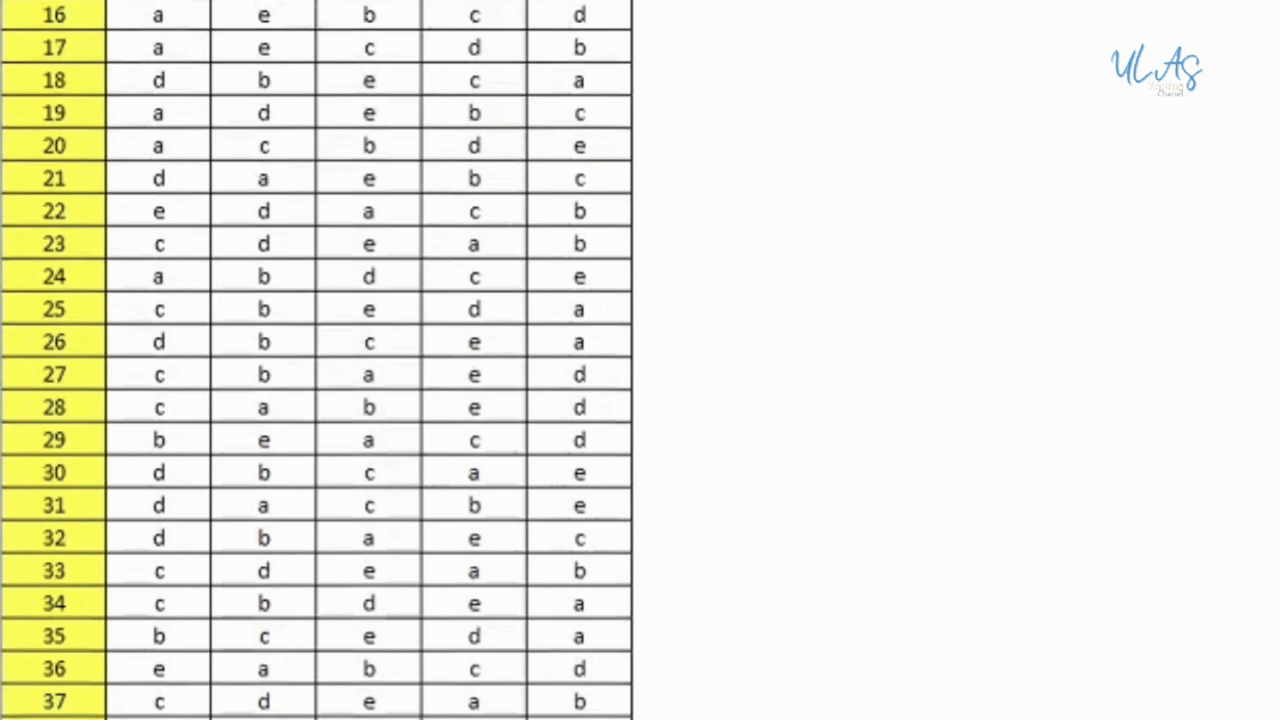 16 a e b c d
17 a e c d b
18 d b e c a
19 a d e b c
20 a c b d e
21 d a e b c
22 e d a c b
23 c d e a b
24 a b d c e
25 c b e d a
26 d b c e a
27 c b a e d
28 c a b e d
29 b e a c d
30 d b c a e
31 d a c b e
32 d b a e c
33 c d e a b
34 c b d e a
35 b c e d a
36 e a b c d
37 c d e a b
ULAS
Channel